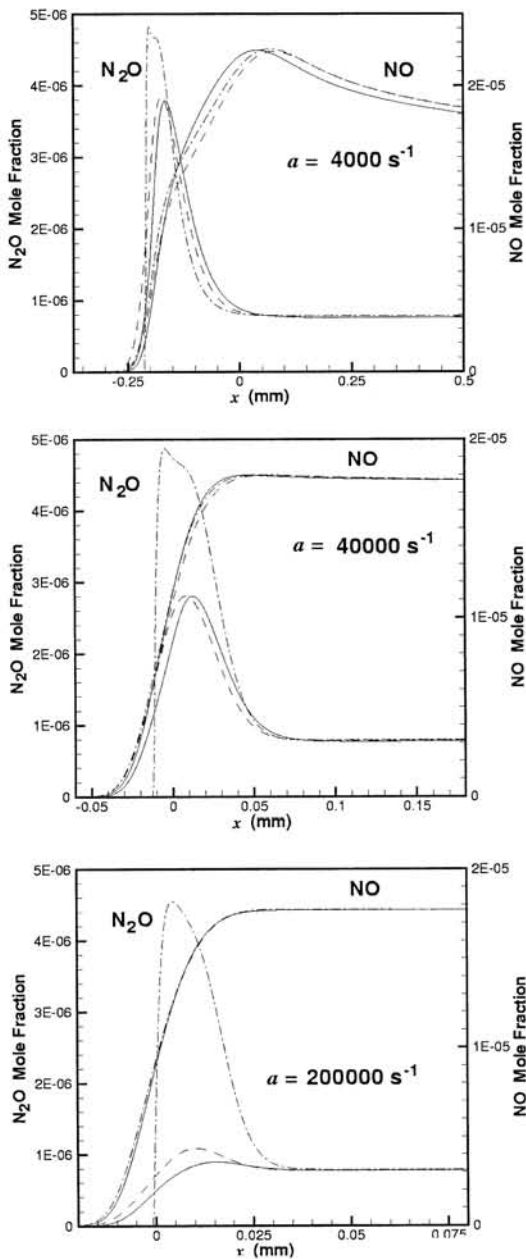 5E-06
4E-06
3E-06
2E-06
1E-06
0
N₂O Mole Fraction
N₂O
NO
a = 4000 s⁻¹
2E-05
1E-05
0
NO Mole Fraction
-0.25
0
0.25
0.5
x (mm)
5E-06
4E-06
3E-06
2E-06
1E-06
0
N₂O Mole Fraction
N₂O
NO
a = 40000 s⁻¹
2E-05
1E-05
0
NO Mole Fraction
-0.05
0
0.05
0.1
0.15
x (mm)
5E-06
4E-06
3E-06
2E-06
1E-06
0
N₂O Mole Fraction
N₂O
NO
a = 200000 s⁻¹
2E-05
1E-05
0
NO Mole Fraction
0
0.025
0.05
0.075
x (mm)